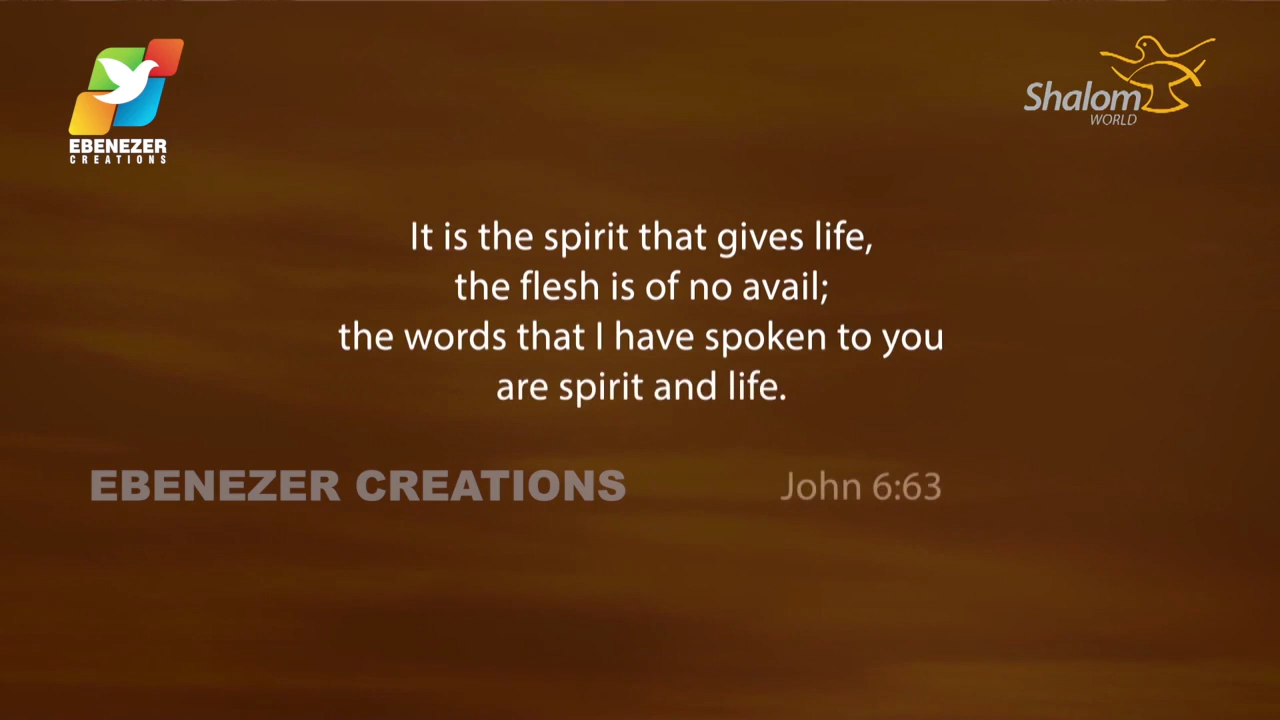 EBENEZER
CREATIONS
Shalom
WORLD
It is the spirit that gives life,
the flesh is of no avail;
the words that I have spoken to you
are spirit and life.
EBENEZER CREATIONS
John 6:63